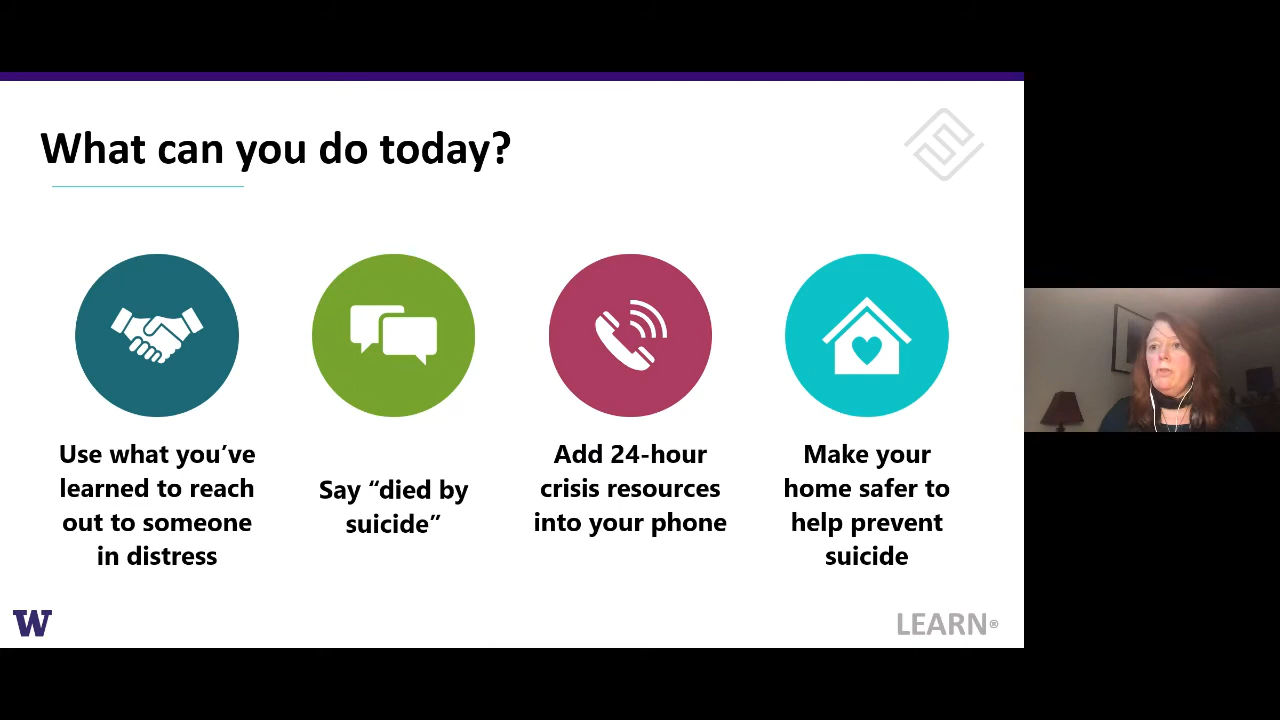 What can you do today?
Use what you’ve
learned to reach
out to someone
in distress
Say “died by
suicide”
Add 24-hour
crisis resources
into your phone
Make your
home safer to
help prevent
suicide
W
LEARN®